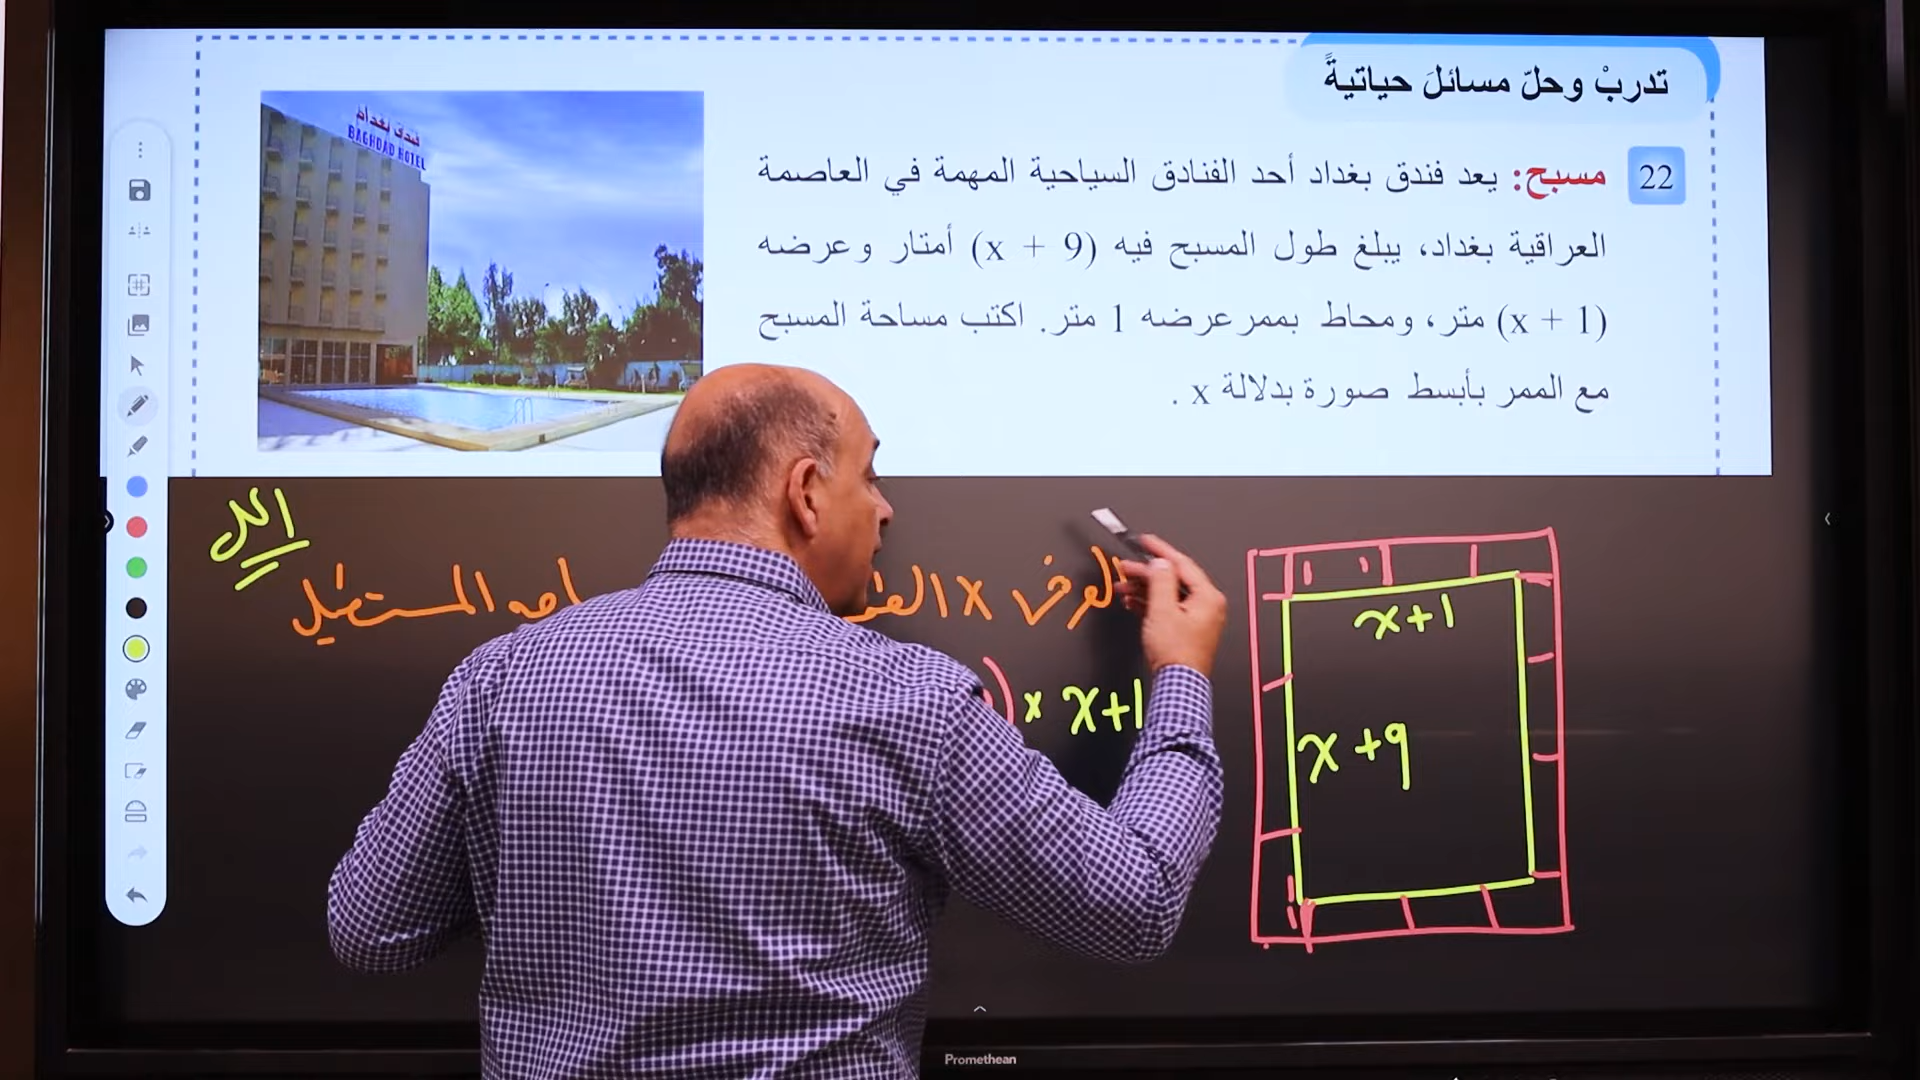 تدربْ وحلّ مسائلَ حياتيةً
22 مسبح: يعد فندق بغداد أحد الفنادق السياحية المهمة في العاصمة
العراقية بغداد، يبلغ طول المسبح فيه (x + 9) أمتار وعرضه
(x + 1) متر، ومحاط بممر عرضه 1 متر. اكتب مساحة المسبح
مع الممر بأبسط صورة بدلالة x .
فندق بغداد
BAGHDAD HOTEL
الحل
المستطيل
x العرض
x x+1
x+1
x+9
Promethean